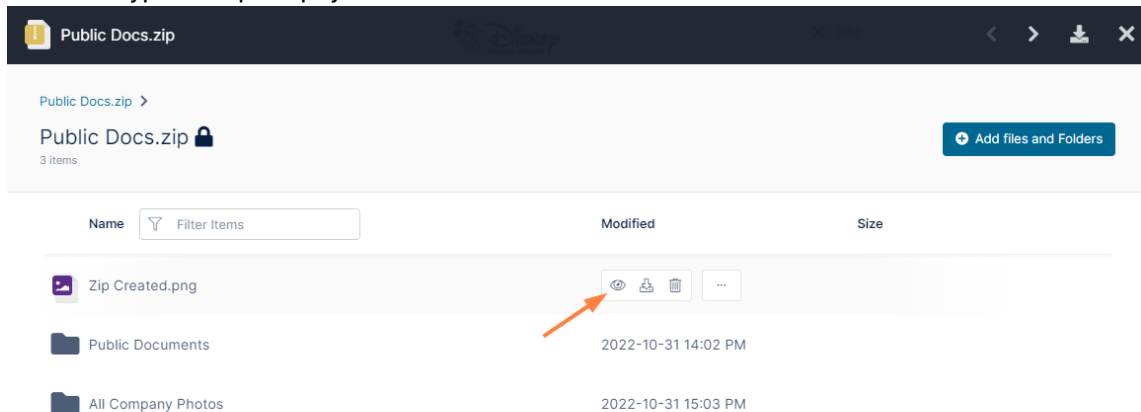 Public Docs.zip
Disney
Public Docs.zip >
Public Docs.zip
3 items
Add files and Folders
Name Filter Items Modified Size
Zip Created.png
Public Documents 2022-10-31 14:02 PM
All Company Photos 2022-10-31 15:03 PM